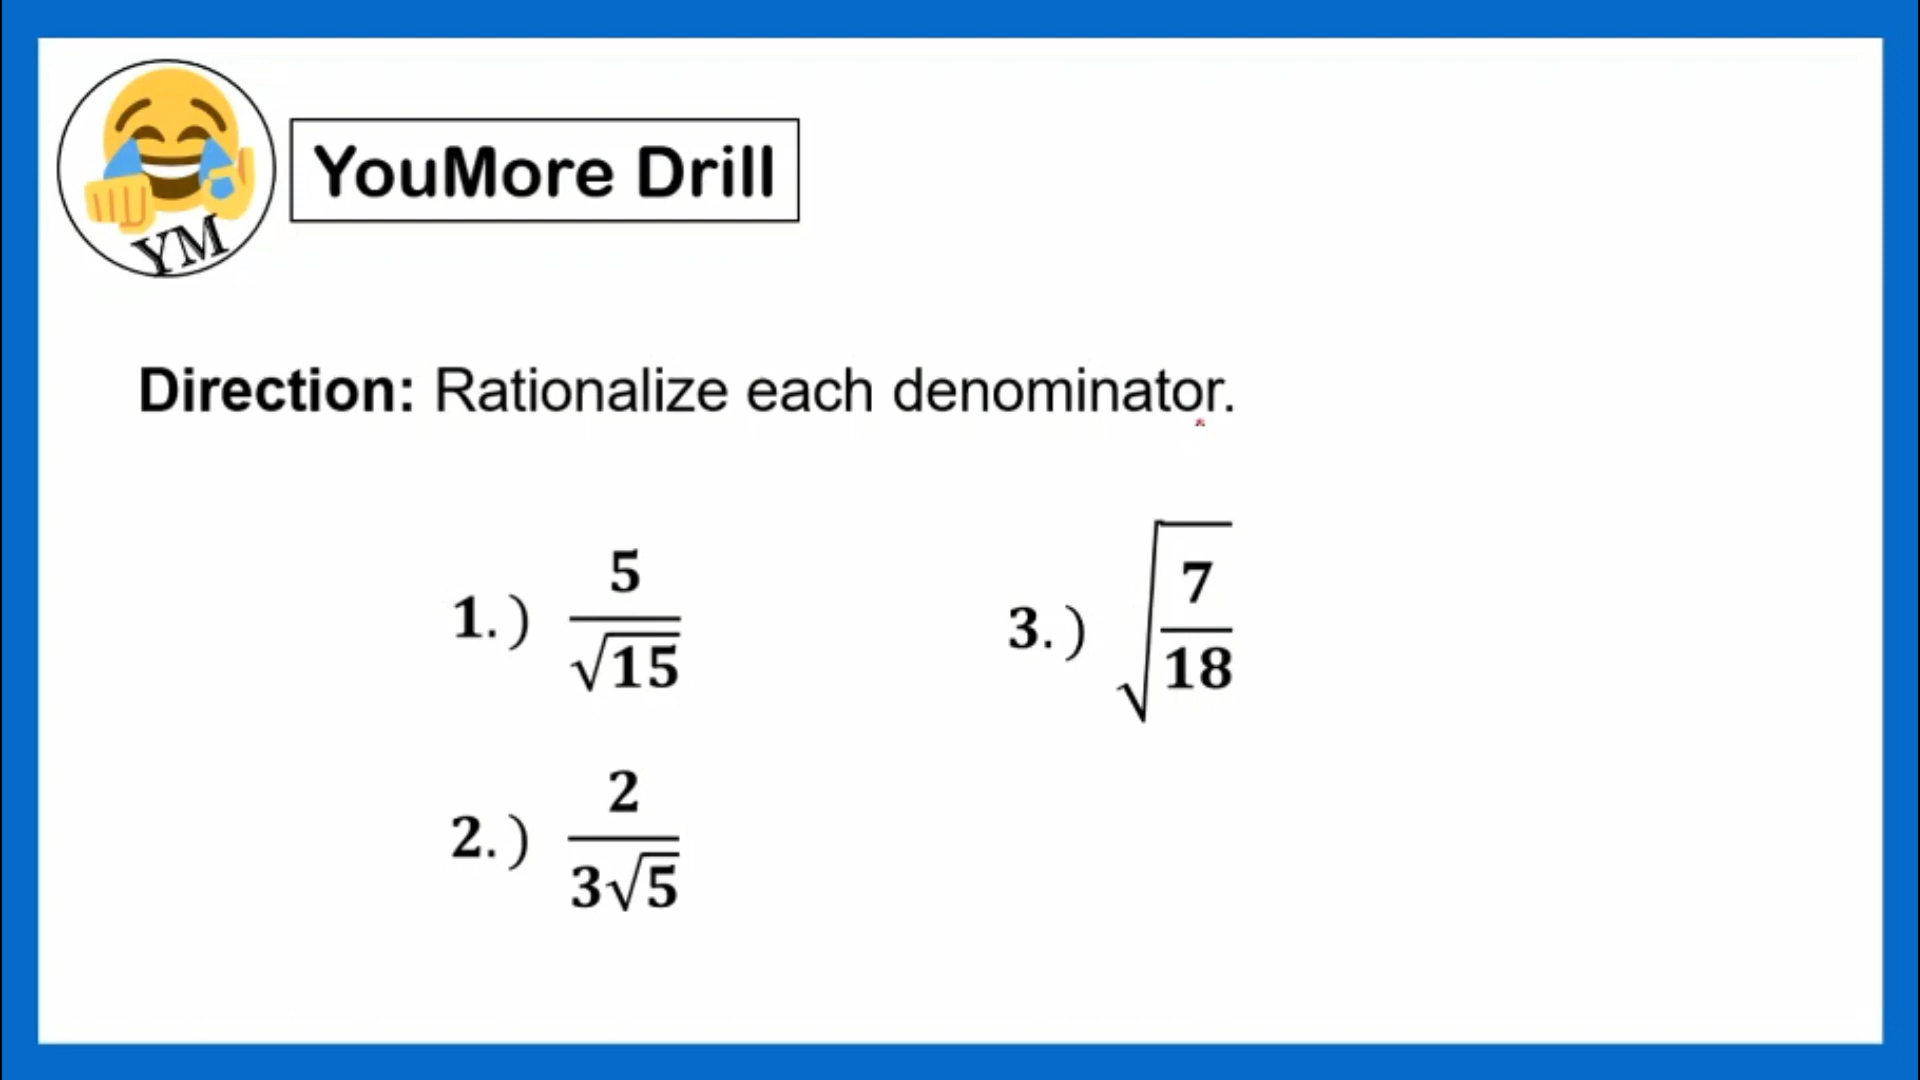 YM
YouMore Drill
Direction: Rationalize each denominator.
1.) 5/√15
2.) 2/3√5
3.) √7/18